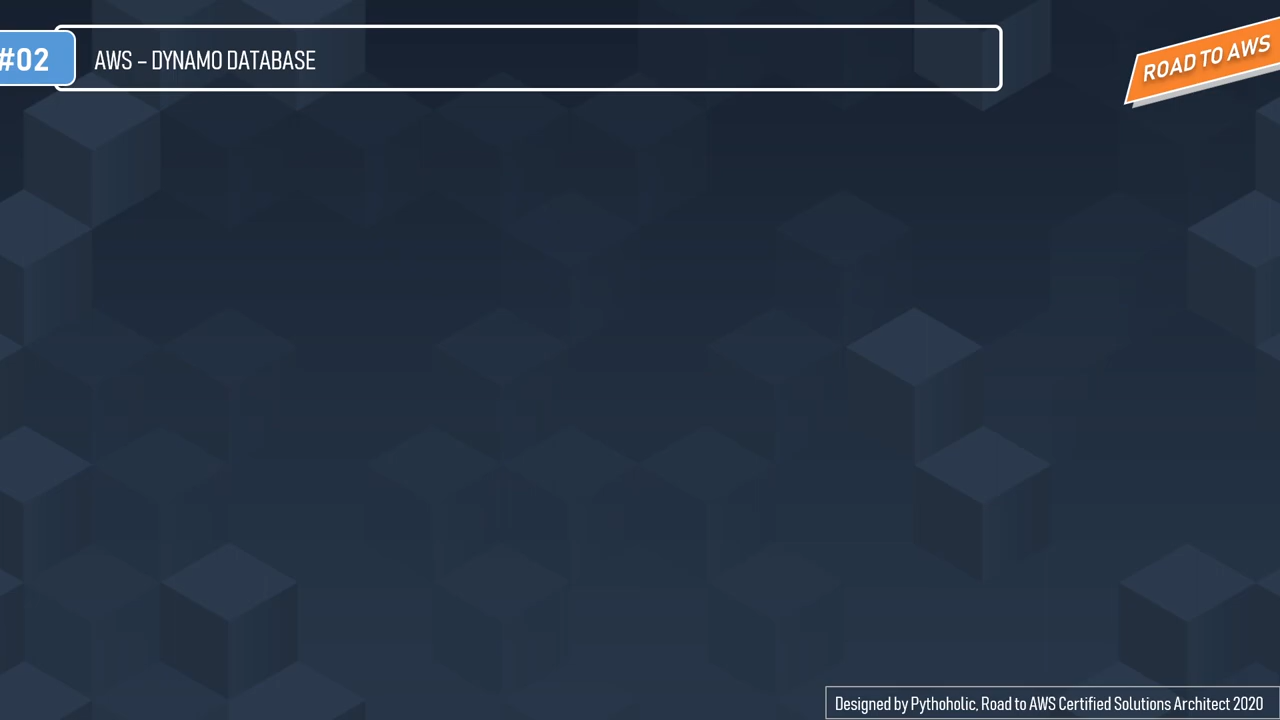 #02
AWS – DYNAMO DATABASE
ROAD TO AWS
Designed by Pythoholic, Road to AWS Certified Solutions Architect 2020